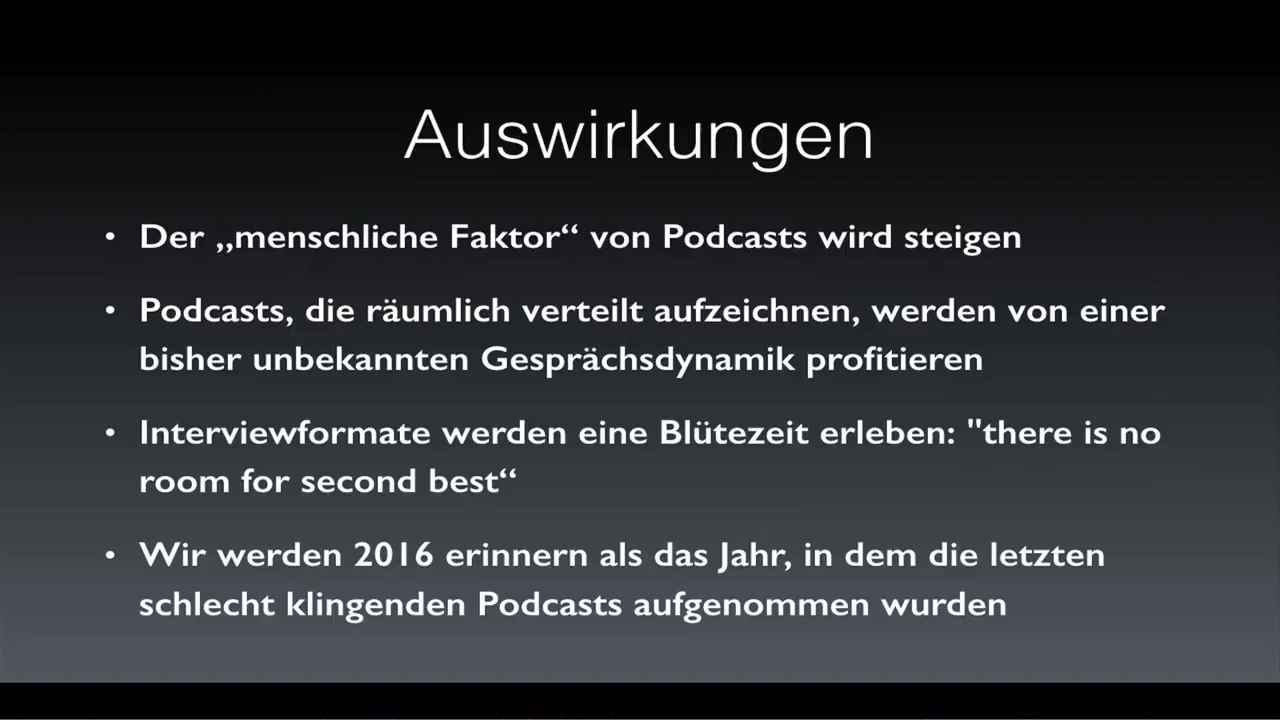 Auswirkungen
• Der „menschliche Faktor“ von Podcasts wird steigen
• Podcasts, die räumlich verteilt aufzeichnen, werden von einer
bisher unbekannten Gesprächsdynamik profitieren
• Interviewformate werden eine Blütezeit erleben: "there is no
room for second best“
• Wir werden 2016 erinnern als das Jahr, in dem die letzten
schlecht klingenden Podcasts aufgenommen wurden